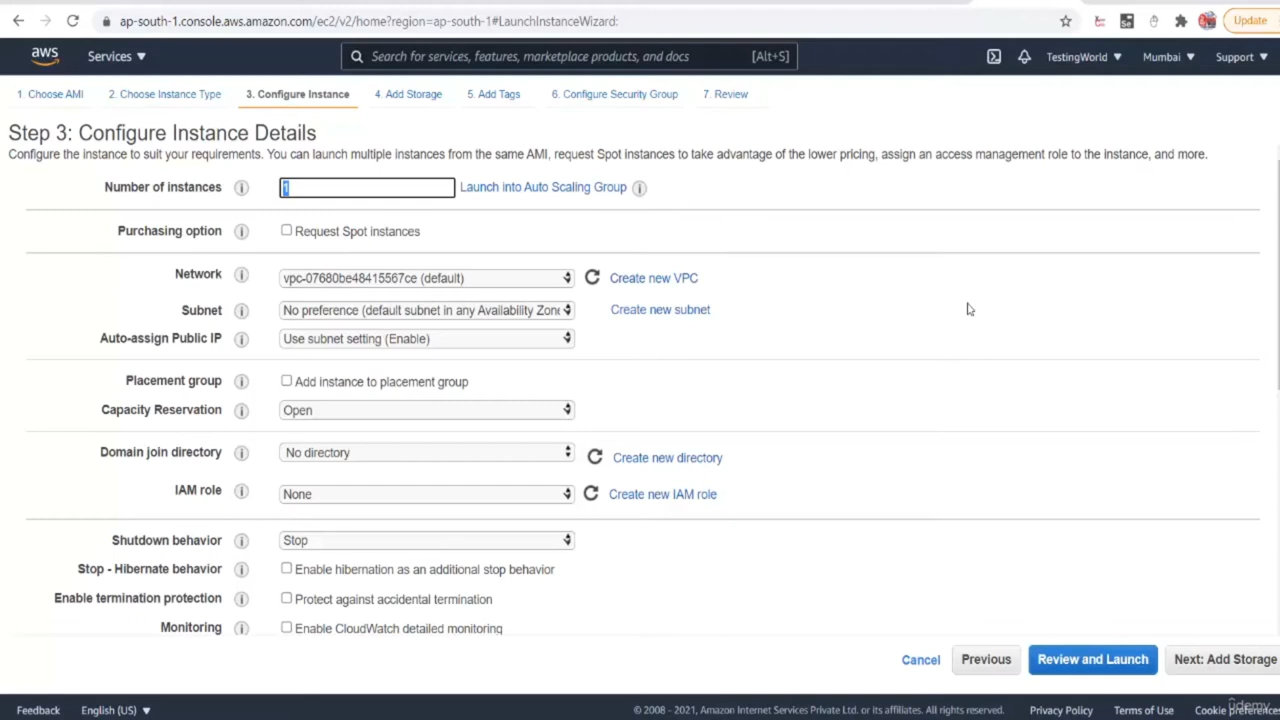 ap-south-1.console.aws.amazon.com/ec2/v2/home?region=ap-south-1#LaunchInstanceWizard:
Update
aws
Services
Search for services, features, marketplace products, and docs
[Alt+S]
TestingWorld
Mumbai
Support
1. Choose AMI
2. Choose Instance Type
3. Configure Instance
4. Add Storage
5. Add Tags
6. Configure Security Group
7. Review
Step 3: Configure Instance Details
Configure the instance to suit your requirements. You can launch multiple instances from the same AMI, request Spot instances to take advantage of the lower pricing, assign an access management role to the instance, and more.
Number of instances
1
Launch into Auto Scaling Group
Purchasing option
Request Spot instances
Network
vpc-07680be48415567ce (default)
Create new VPC
Subnet
No preference (default subnet in any Availability Zone
Create new subnet
Auto-assign Public IP
Use subnet setting (Enable)
Placement group
Add instance to placement group
Capacity Reservation
Open
Domain join directory
No directory
Create new directory
IAM role
None
Create new IAM role
Shutdown behavior
Stop
Stop - Hibernate behavior
Enable hibernation as an additional stop behavior
Enable termination protection
Protect against accidental termination
Monitoring
Enable CloudWatch detailed monitoring
Cancel
Previous
Review and Launch
Next: Add Storage
Feedback
English (US)
© 2008 - 2021, Amazon Internet Services Private Ltd. or its affiliates. All rights reserved.
Privacy Policy
Terms of Use
Cookie preferences
udemy